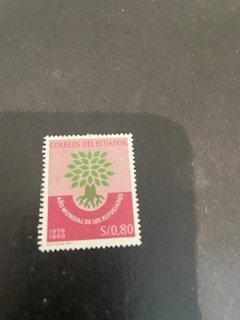 CORREOS DEL ECUADOR
AÑO MUNDIAL DE LOS REFUGIADOS
1959
1960
S/.0,80